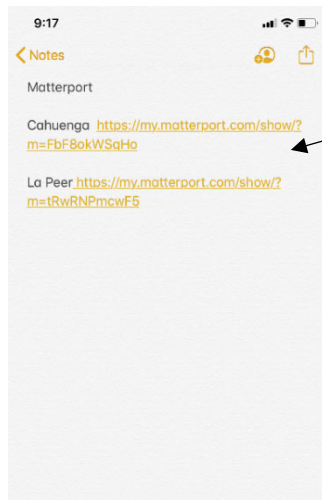 9:17
Notes
Matterport
Cahuenga https://my.matterport.com/show/?
m=FbF8okWSqHo
La Peer https://my.matterport.com/show/?
m=tRwRNPmcwF5